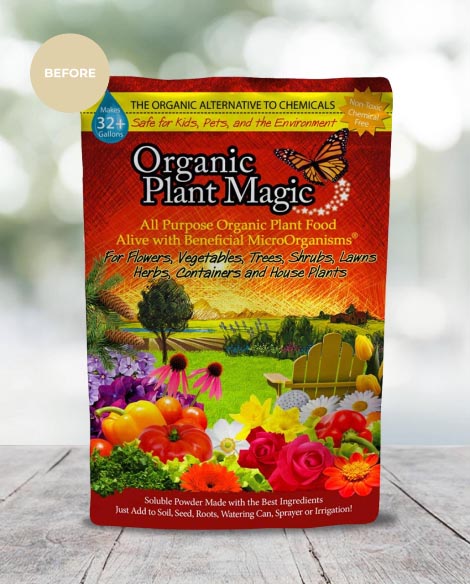 BEFORE
Makes
32+
Gallons
THE ORGANIC ALTERNATIVE TO CHEMICALS
Safe for Kids, Pets, and the Environment
Non-Toxic
Chemical
Free
Organic
Plant Magic
All Purpose Organic Plant Food
Alive with Beneficial MicroOrganisms®
For Flowers, Vegetables, Trees, Shrubs, Lawns
Herbs, Containers and House Plants
Soluble Powder Made with the Best Ingredients
Just Add to Soil, Seed, Roots, Watering Can, Sprayer or Irrigation!